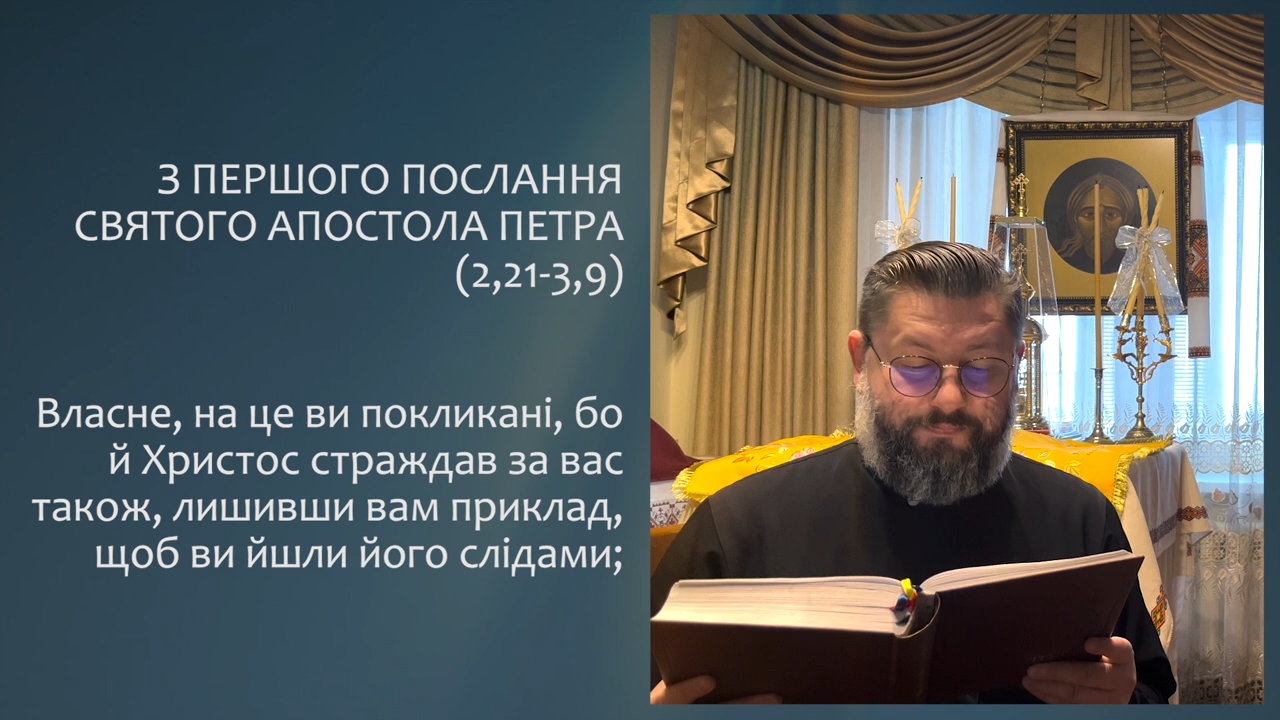 З ПЕРШОГО ПОСЛАННЯ
СВЯТОГО АПОСТОЛА ПЕТРА
(2,21-3,9)
Власне, на це ви покликані, бо
й Христос страждав за вас
також, лишивши вам приклад,
щоб ви йшли його слідами;